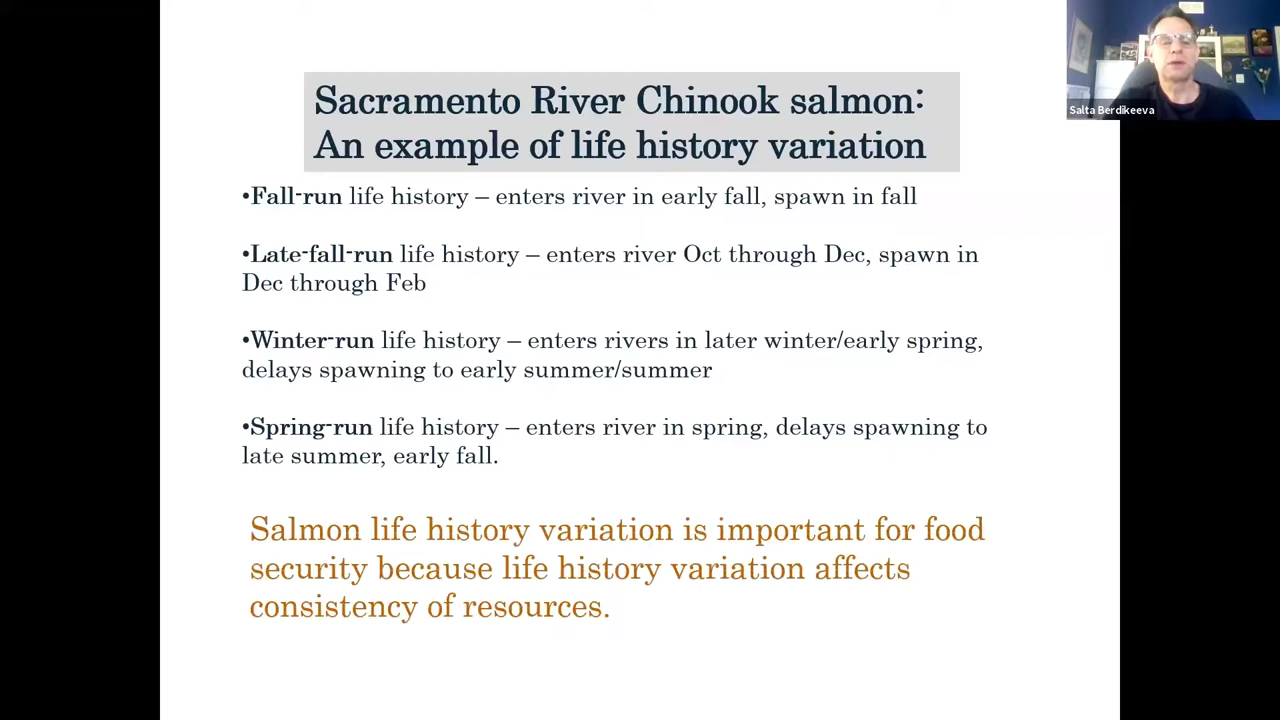 Sacramento River Chinook salmon:
An example of life history variation
•Fall-run life history – enters river in early fall, spawn in fall
•Late-fall-run life history – enters river Oct through Dec, spawn in
Dec through Feb
•Winter-run life history – enters rivers in later winter/early spring,
delays spawning to early summer/summer
•Spring-run life history – enters river in spring, delays spawning to
late summer, early fall.
Salmon life history variation is important for food
security because life history variation affects
consistency of resources.
Salta Berdikeeva